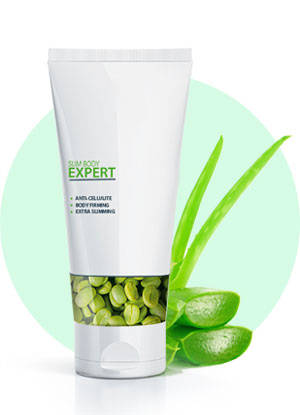 SLIM BODY
EXPERT
• ANTI-CELLULITE
• BODY FIRMING
• EXTRA SLIMMING